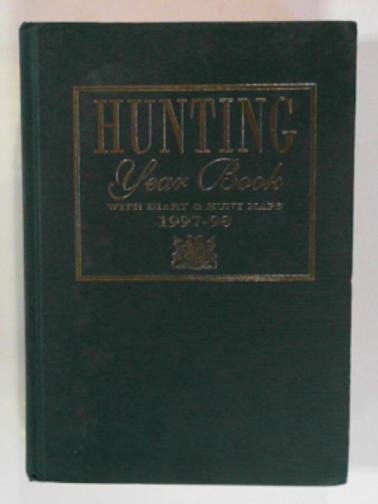 HUNTING
Year Book
WITH DIARY & HUNT MAPS
1997-98